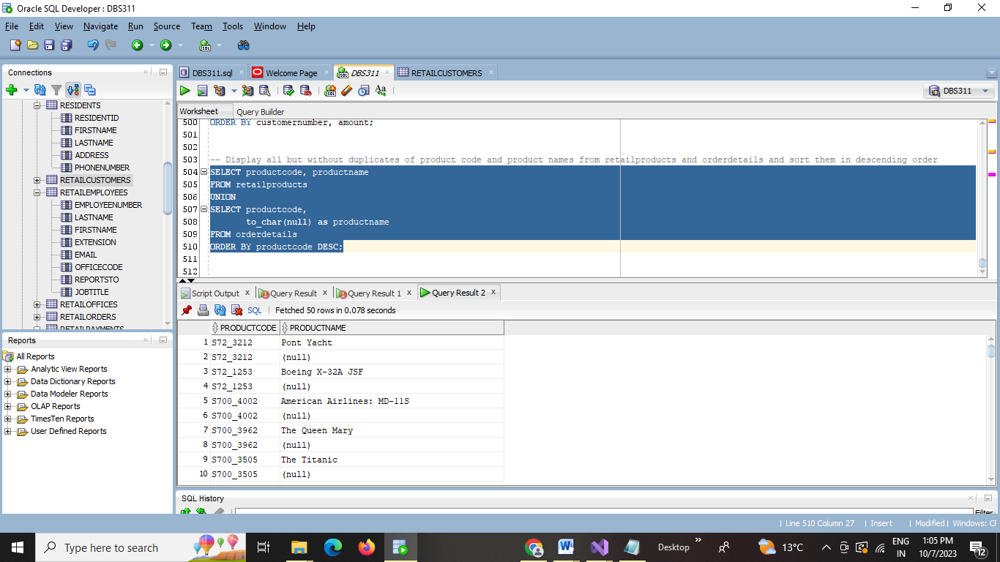 Oracle SQL Developer : DBS311
File Edit View Navigate Run Source Team Tools Window Help
Connections
RESIDENTS
RESIDENTID
FIRSTNAME
LASTNAME
ADDRESS
PHONENUMBER
RETAILCUSTOMERS
RETAILEMPLOYEES
EMPLOYEENUMBER
LASTNAME
FIRSTNAME
EXTENSION
EMAIL
OFFICECODE
REPORTSTO
JOBTITLE
RETAILOFFICES
RETAILORDERS
RETAILPAYMENTS
Reports
All Reports
Analytic View Reports
Data Dictionary Reports
Data Modeler Reports
OLAP Reports
TimesTen Reports
User Defined Reports
DBS311.sql Welcome Page DBS311 RETAILCUSTOMERS
DBS311
Worksheet Query Builder
500 ORDER BY customernumber, amount;
501
502
503 -- Display all but without duplicates of product code and product names from retailproducts and orderdetails and sort them in descending order
504 SELECT productcode, productname
505 FROM retailproducts
506 UNION
507 SELECT productcode,
508 to_char(null) as productname
509 FROM orderdetails
510 ORDER BY productcode DESC;
511
512
Script Output x Query Result x Query Result 1 x Query Result 2 x
SQL | Fetched 50 rows in 0.078 seconds
PRODUCTCODE PRODUCTNAME
1 S72_3212 Pont Yacht
2 S72_3212 (null)
3 S72_1253 Boeing X-32A JSF
4 S72_1253 (null)
5 S700_4002 American Airlines: MD-11S
6 S700_4002 (null)
7 S700_3962 The Queen Mary
8 S700_3962 (null)
9 S700_3505 The Titanic
10 S700_3505 (null)
SQL History
Filter
| Line 510 Column 27 | Insert | Modified | Windows: CF
Type here to search
Desktop
13°C
ENG
IN
1:05 PM
10/7/2023
12